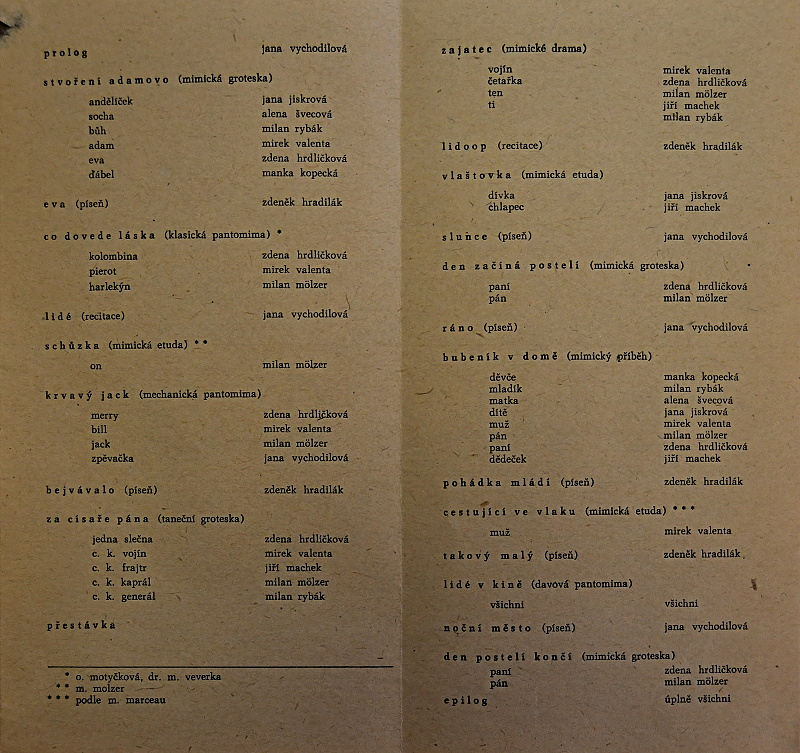 prolog jana vychodilová
stvoření adamovo (mimická groteska)
andělíček jana jiskrová
socha alena švecová
bůh milan rybák
adam mirek valenta
eva zdena hrdličková
ďábel manka kopecká
eva (píseň) zdeněk hradilák
co dovede láska (klasická pantomima) *
kolombina zdena hrdličková
pierot mirek valenta
harlekýn milan mölzer
lidé (recitace) jana vychodilová
schůzka (mimická etuda) * *
on milan mölzer
krvavý jack (mechanická pantomima)
merry zdena hrdličková
bill mirek valenta
jack milan mölzer
zpěvačka jana vychodilová
bejvávalo (píseň) zdeněk hradilák
za císaře pána (taneční groteska)
jedna slečna zdena hrdličková
c. k. vojín mirek valenta
c. k. frajtr jiří machek
c. k. kaprál milan mölzer
c. k. generál milan rybák
přestávka
* o. motyčková, dr. m. veverka
* * m. molzer
* * * podle m. marceau
zajatec (mimické drama)
vojín mirek valenta
četařka zdena hrdličková
ten milan mölzer
ti jiří machek
milan rybák
lidoop (recitace) zdeněk hradilák
vlaštovka (mimická etuda)
dívka jana jiskrová
chlapec jiří machek
slunce (píseň) jana vychodilová
den začíná postelí (mimická groteska)
paní zdena hrdličková
pán milan mölzer
ráno (píseň) jana vychodilová
bubeník v domě (mimický příběh)
děvče manka kopecká
mladík milan rybák
matka alena švecová
dítě jana jiskrová
muž mirek valenta
pán milan mölzer
paní zdena hrdličková
dědeček jiří machek
pohádka mládí (píseň) zdeněk hradilák
cestující ve vlaku (mimická etuda) * * *
muž mirek valenta
takový malý (píseň) zdeněk hradilák
lidé v kině (davová pantomima)
všichni všichni
noční město (píseň) jana vychodilová
den postelí končí (mimická groteska)
paní zdena hrdličková
pán milan mölzer
epilog úplně všichni